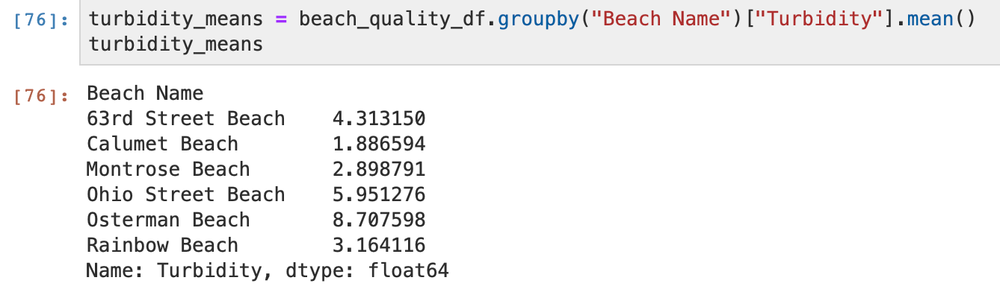 [76]: turbidity_means = beach_quality_df.groupby("Beach Name")["Turbidity"].mean()
turbidity_means
[76]: Beach Name
63rd Street Beach    4.313150
Calumet Beach        1.886594
Montrose Beach       2.898791
Ohio Street Beach    5.951276
Osterman Beach       8.707598
Rainbow Beach        3.164116
Name: Turbidity, dtype: float64